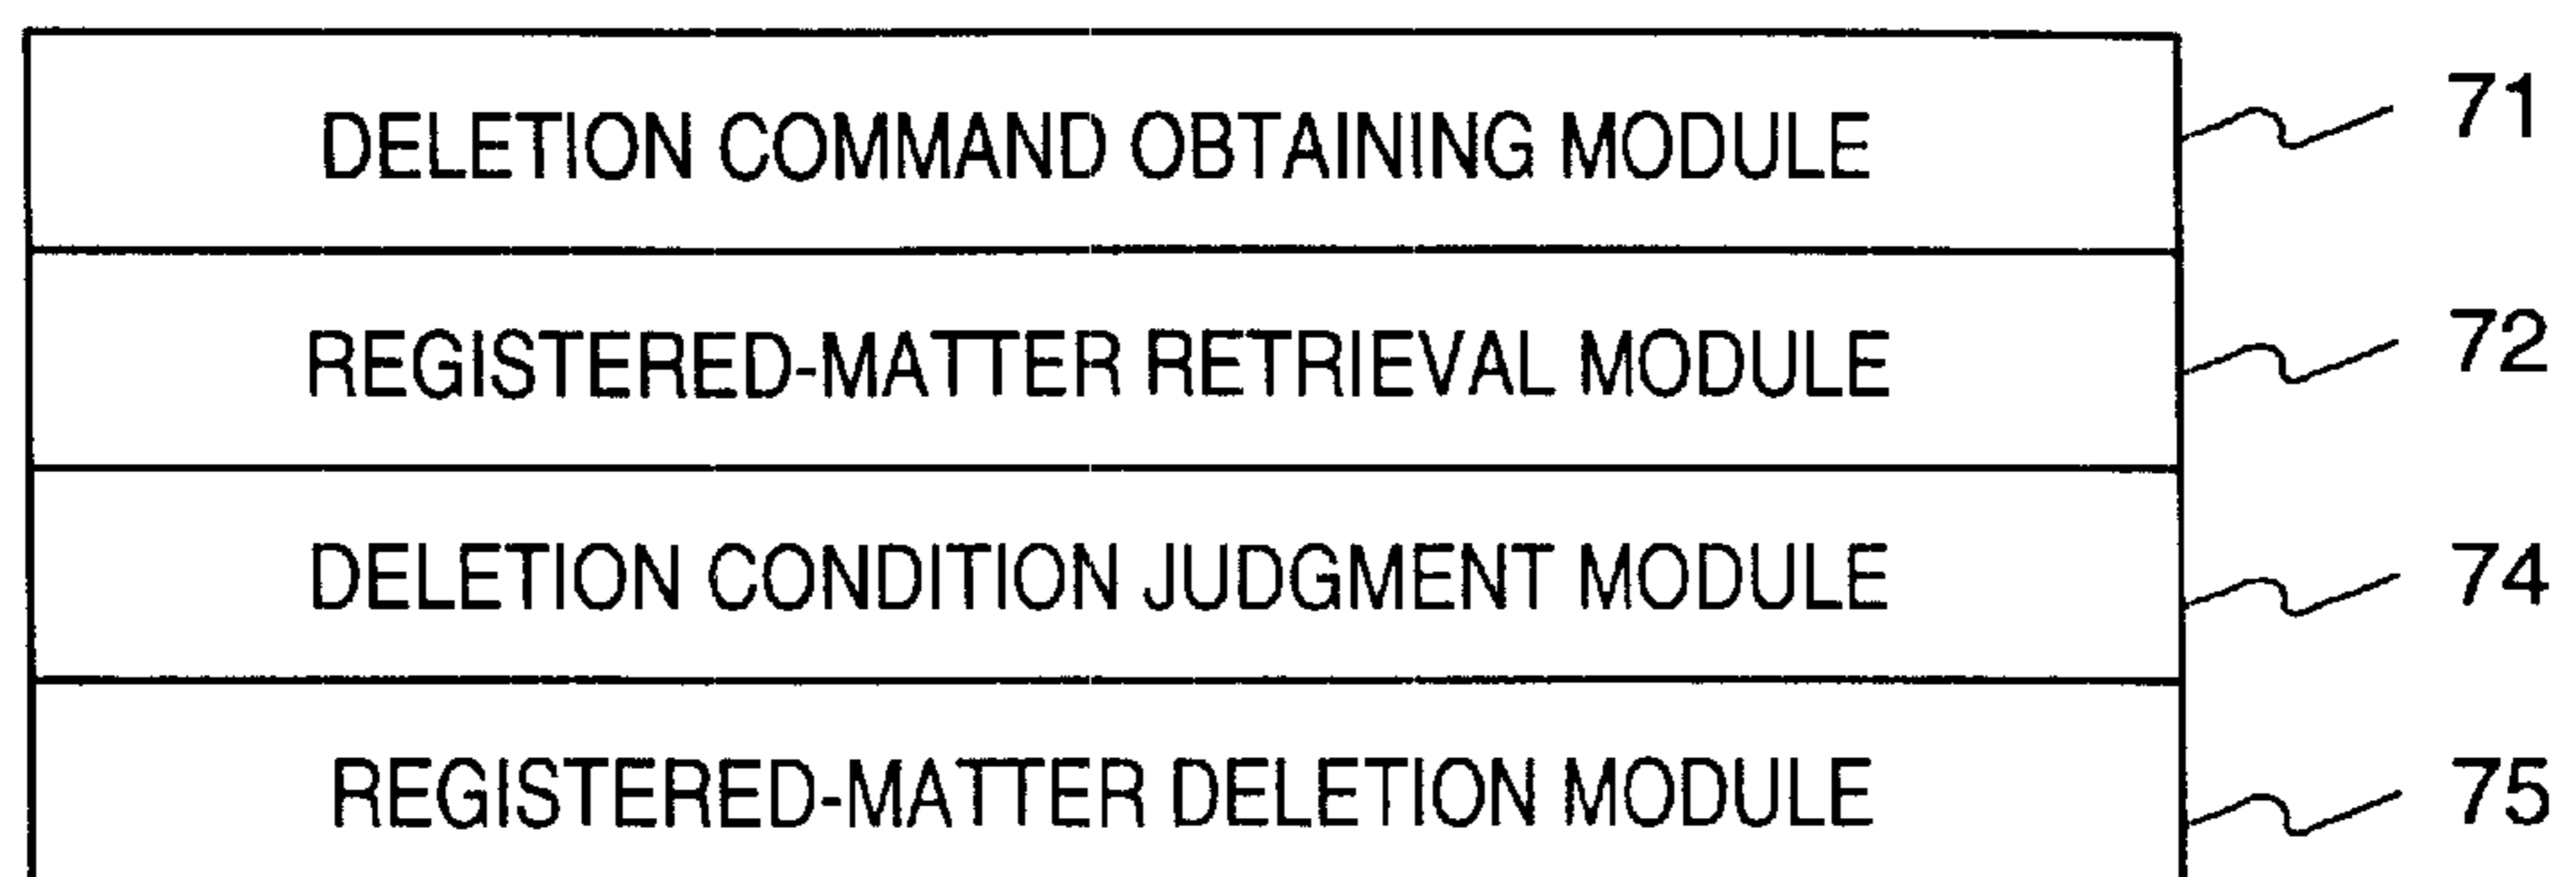 DELETION COMMAND OBTAINING MODULE 71
REGISTERED-MATTER RETRIEVAL MODULE 72
DELETION CONDITION JUDGMENT MODULE 74
REGISTERED-MATTER DELETION MODULE 75